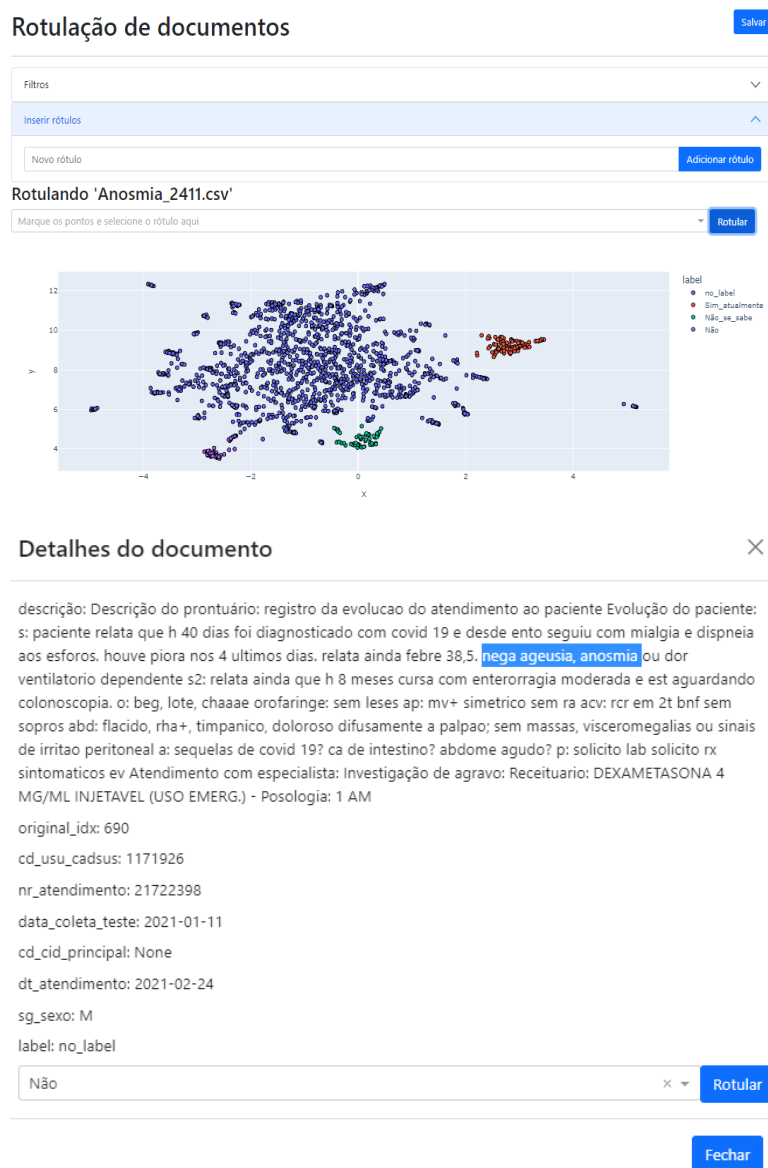 Rotulação de documentos
Salvar
Filtros
Inserir rótulos
Novo rótulo
Adicionar rótulo
Rotulando 'Anosmia_2411.csv'
Marque os pontos e selecione o rótulo aqui
Rotular
label
no_label
Sim_atualmente
Não_se_sabe
Não
12
10
8
6
4
y
−4
−2
0
2
4
x
Detalhes do documento
descrição: Descrição do prontuário: registro da evolucao do atendimento ao paciente Evolução do paciente:
s: paciente relata que h 40 dias foi diagnosticado com covid 19 e desde ento seguiu com mialgia e dispneia
aos esforos. houve piora nos 4 ultimos dias. relata ainda febre 38,5. nega ageusia, anosmia ou dor
ventilatorio dependente s2: relata ainda que h 8 meses cursa com enterorragia moderada e est aguardando
colonoscopia. o: beg, lote, chaaae orofaringe: sem leses ap: mv+ simetrico sem ra acv: rcr em 2t bnf sem
sopros abd: flacido, rha+, timpanico, doloroso difusamente a palpao; sem massas, visceromegalias ou sinais
de irritao peritoneal a: sequelas de covid 19? ca de intestino? abdome agudo? p: solicito lab solicito rx
sintomaticos ev Atendimento com especialista: Investigação de agravo: Receituario: DEXAMETASONA 4
MG/ML INJETAVEL (USO EMERG.) - Posologia: 1 AM
original_idx: 690
cd_usu_cadsus: 1171926
nr_atendimento: 21722398
data_coleta_teste: 2021-01-11
cd_cid_principal: None
dt_atendimento: 2021-02-24
sg_sexo: M
label: no_label
Não
Rotular
Fechar